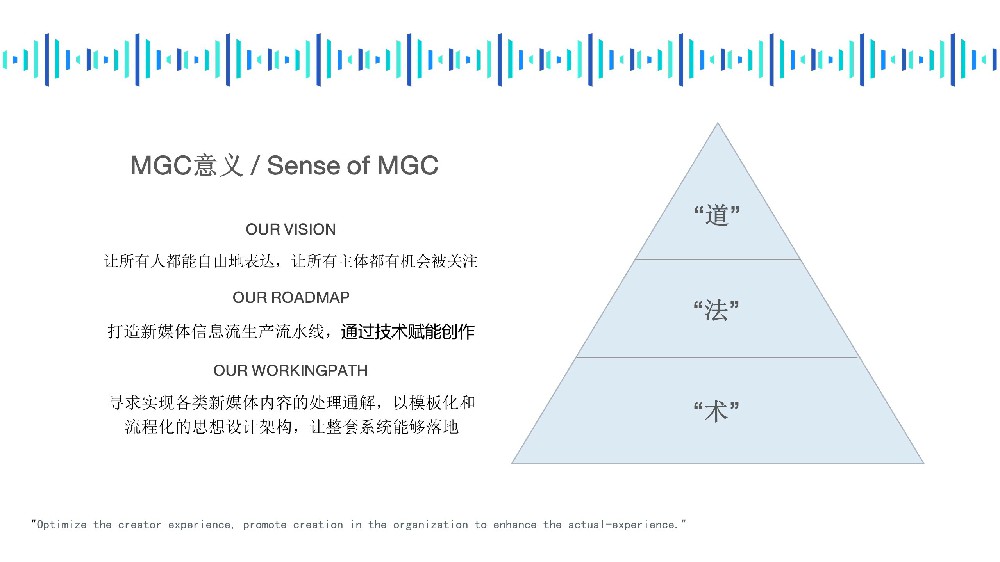 MGC意义 / Sense of MGC
OUR VISION
让所有人都能自由地表达，让所有主体都有机会被关注
OUR ROADMAP
打造新媒体信息流生产流水线，通过技术赋能创作
OUR WORKINGPATH
寻求实现各类新媒体内容的处理通解，以模板化和
流程化的思想设计架构，让整套系统能够落地
“道”
“法”
“术”
"Optimize the creator experience, promote creation in the organization to enhance the actual-experience."